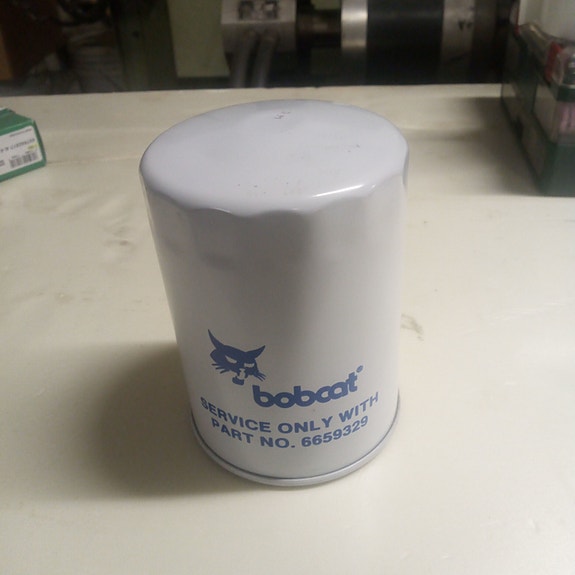 bobcat®
SERVICE ONLY WITH
PART NO. 6659329